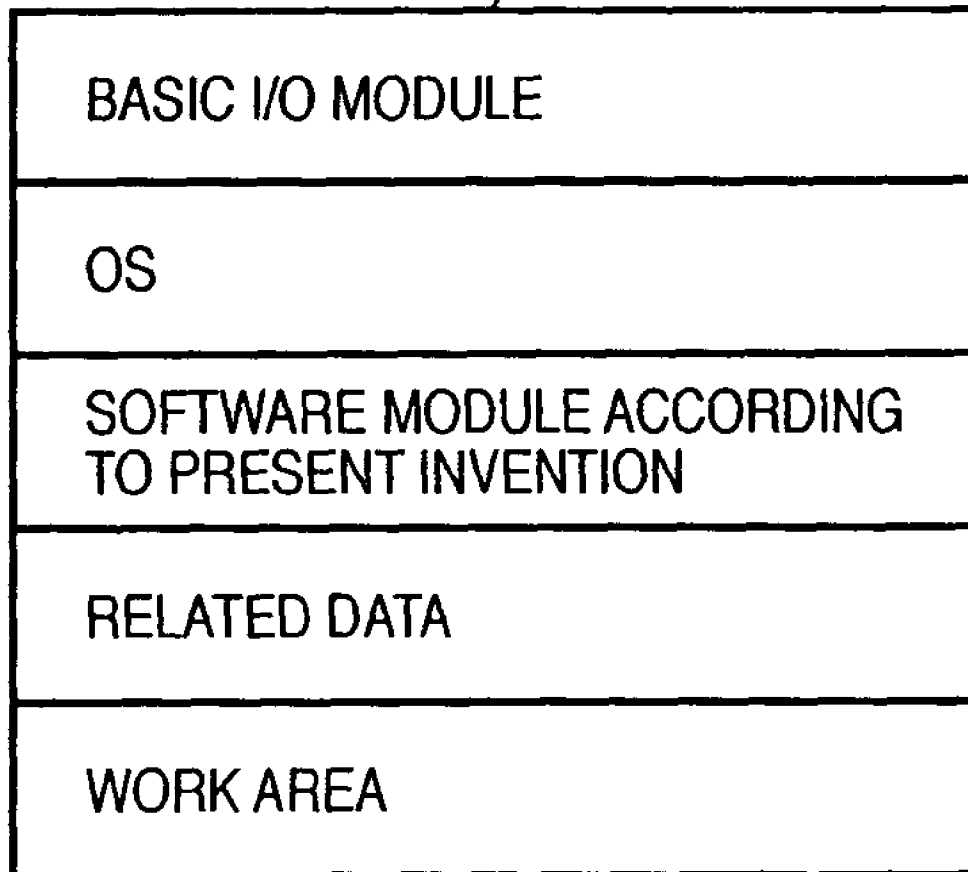 BASIC I/O MODULE
OS
SOFTWARE MODULE ACCORDING
TO PRESENT INVENTION
RELATED DATA
WORK AREA